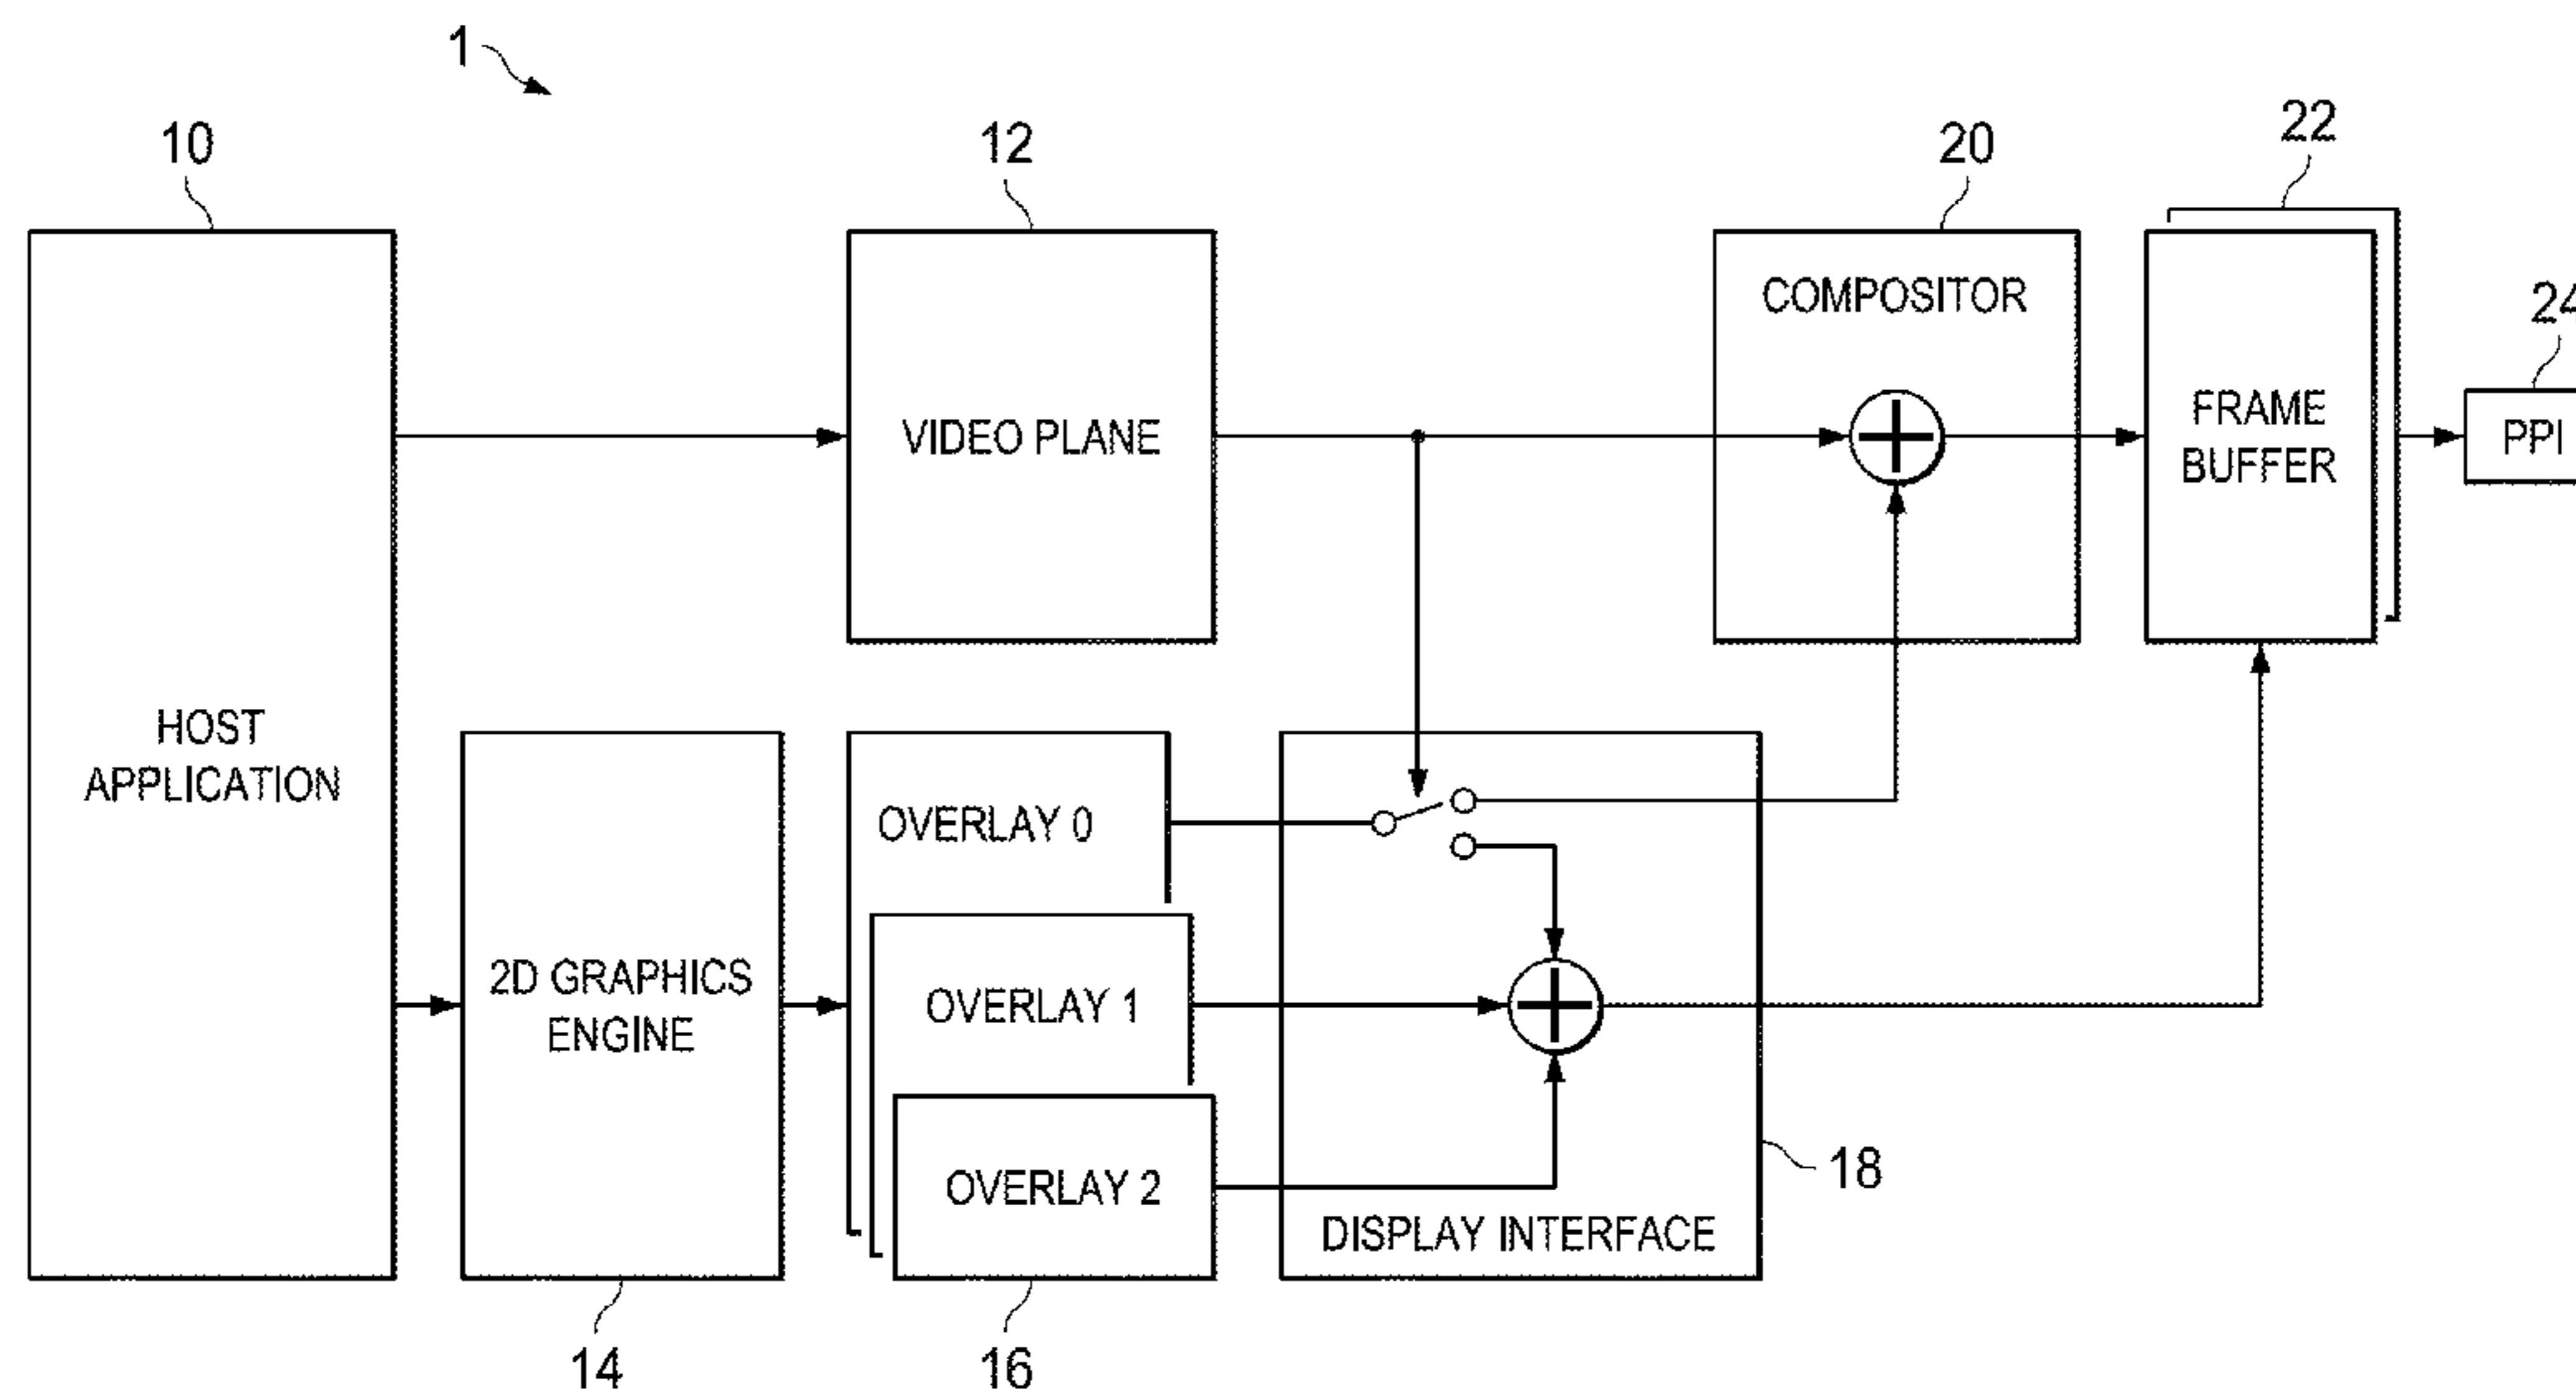 1
10
12
20
22
24
COMPOSITOR
VIDEO PLANE
FRAME
BUFFER
PPI
HOST
APPLICATION
2D GRAPHICS
ENGINE
OVERLAY 0
OVERLAY 1
OVERLAY 2
DISPLAY INTERFACE
18
14
16